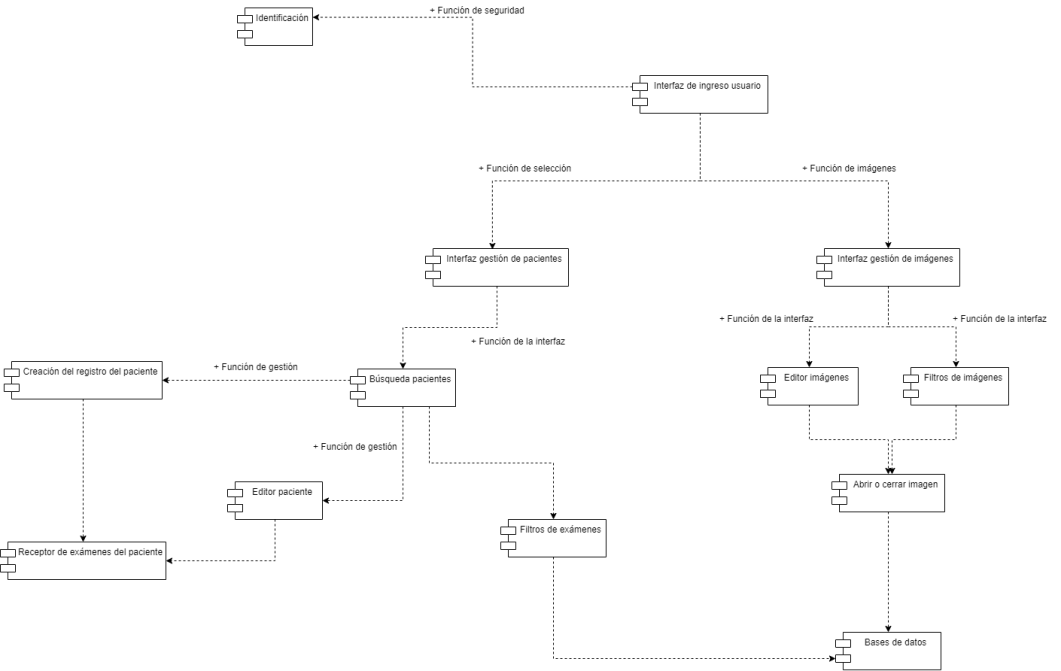 + Función de seguridad
Identificación
Interfaz de ingreso usuario
+ Función de selección
+ Función de imágenes
Interfaz gestión de pacientes
Interfaz gestión de imágenes
+ Función de la interfaz
+ Función de la interfaz
+ Función de la interfaz
+ Función de gestión
Creación del registro del paciente
Búsqueda pacientes
Editor imágenes
Filtros de imágenes
+ Función de gestión
Abrir o cerrar imagen
Editor paciente
Filtros de exámenes
Receptor de exámenes del paciente
Bases de datos